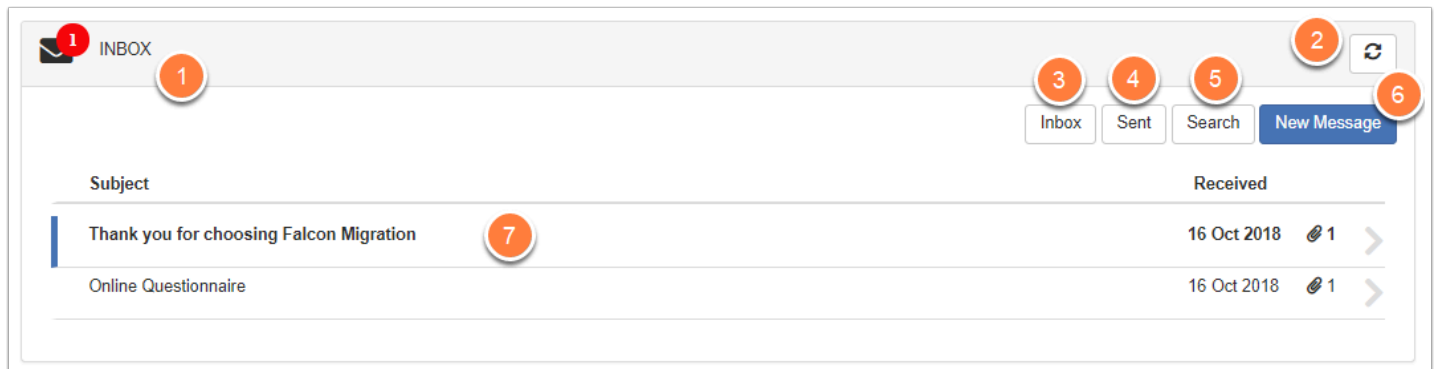 1 INBOX
1
2
3 4 5 6
Inbox Sent Search New Message
Subject Received
Thank you for choosing Falcon Migration 7 16 Oct 2018 1
Online Questionnaire 16 Oct 2018 1